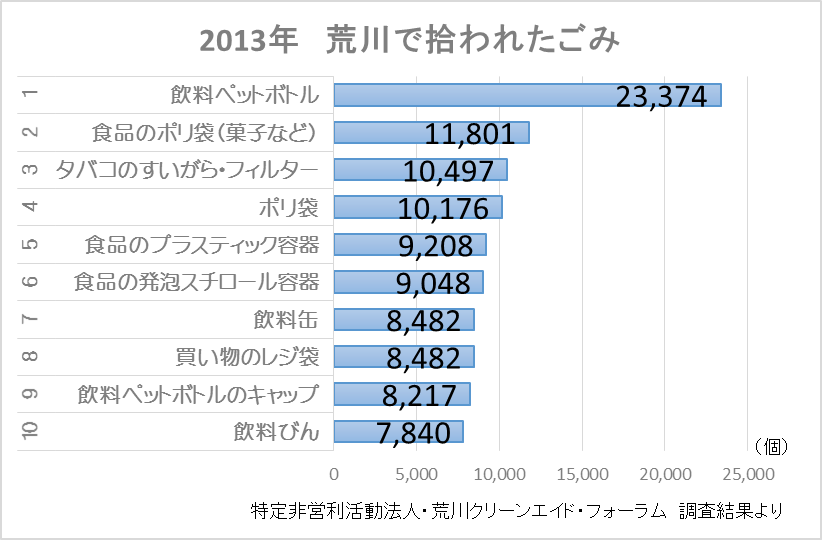 2013年　荒川で拾われたごみ
1 飲料ペットボトル 23,374
2 食品のポリ袋（菓子など） 11,801
3 タバコのすいがら・フィルター 10,497
4 ポリ袋 10,176
5 食品のプラスティック容器 9,208
6 食品の発泡スチロール容器 9,048
7 飲料缶 8,482
8 買い物のレジ袋 8,482
9 飲料ペットボトルのキャップ 8,217
10 飲料びん 7,840
（個）
0 5,000 10,000 15,000 20,000 25,000
特定非営利活動法人・荒川クリーンエイド・フォーラム　調査結果より